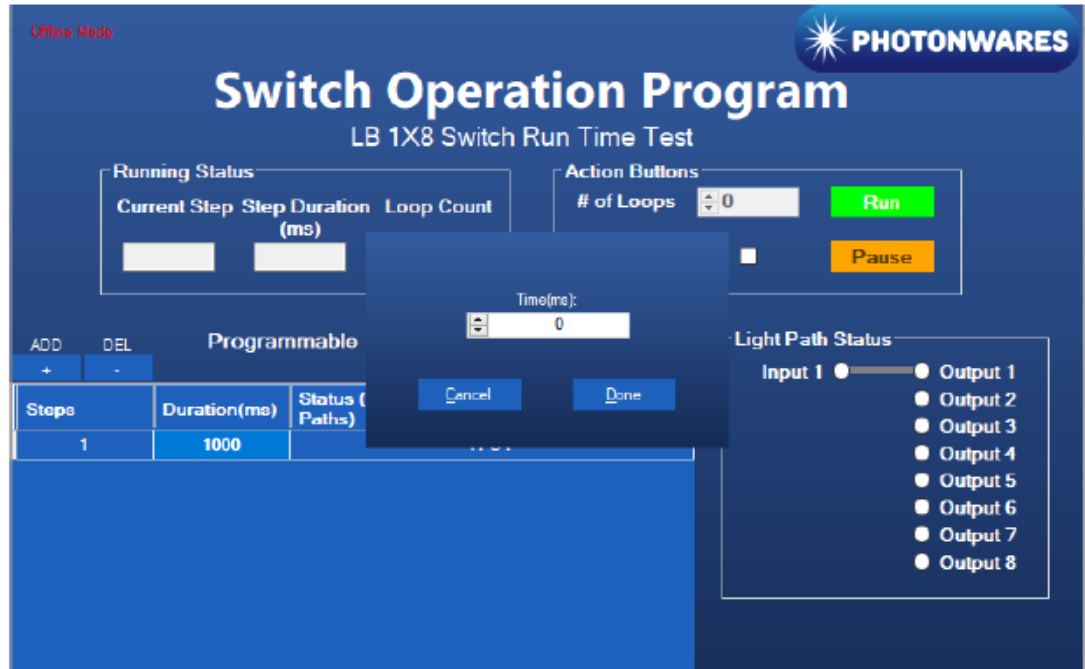 Offline Mode
PHOTONWARES
Switch Operation Program
LB 1X8 Switch Run Time Test
Running Status
Action Buttons
Current Step Step Duration (ms) Loop Count
# of Loops 0 Run
Pause
Time(ms):
0
Cancel Done
ADD DEL Programmable
+ -
Steps Duration(ms) Status (
Paths)
1 1000
Light Path Status
Input 1 Output 1
Output 2
Output 3
Output 4
Output 5
Output 6
Output 7
Output 8